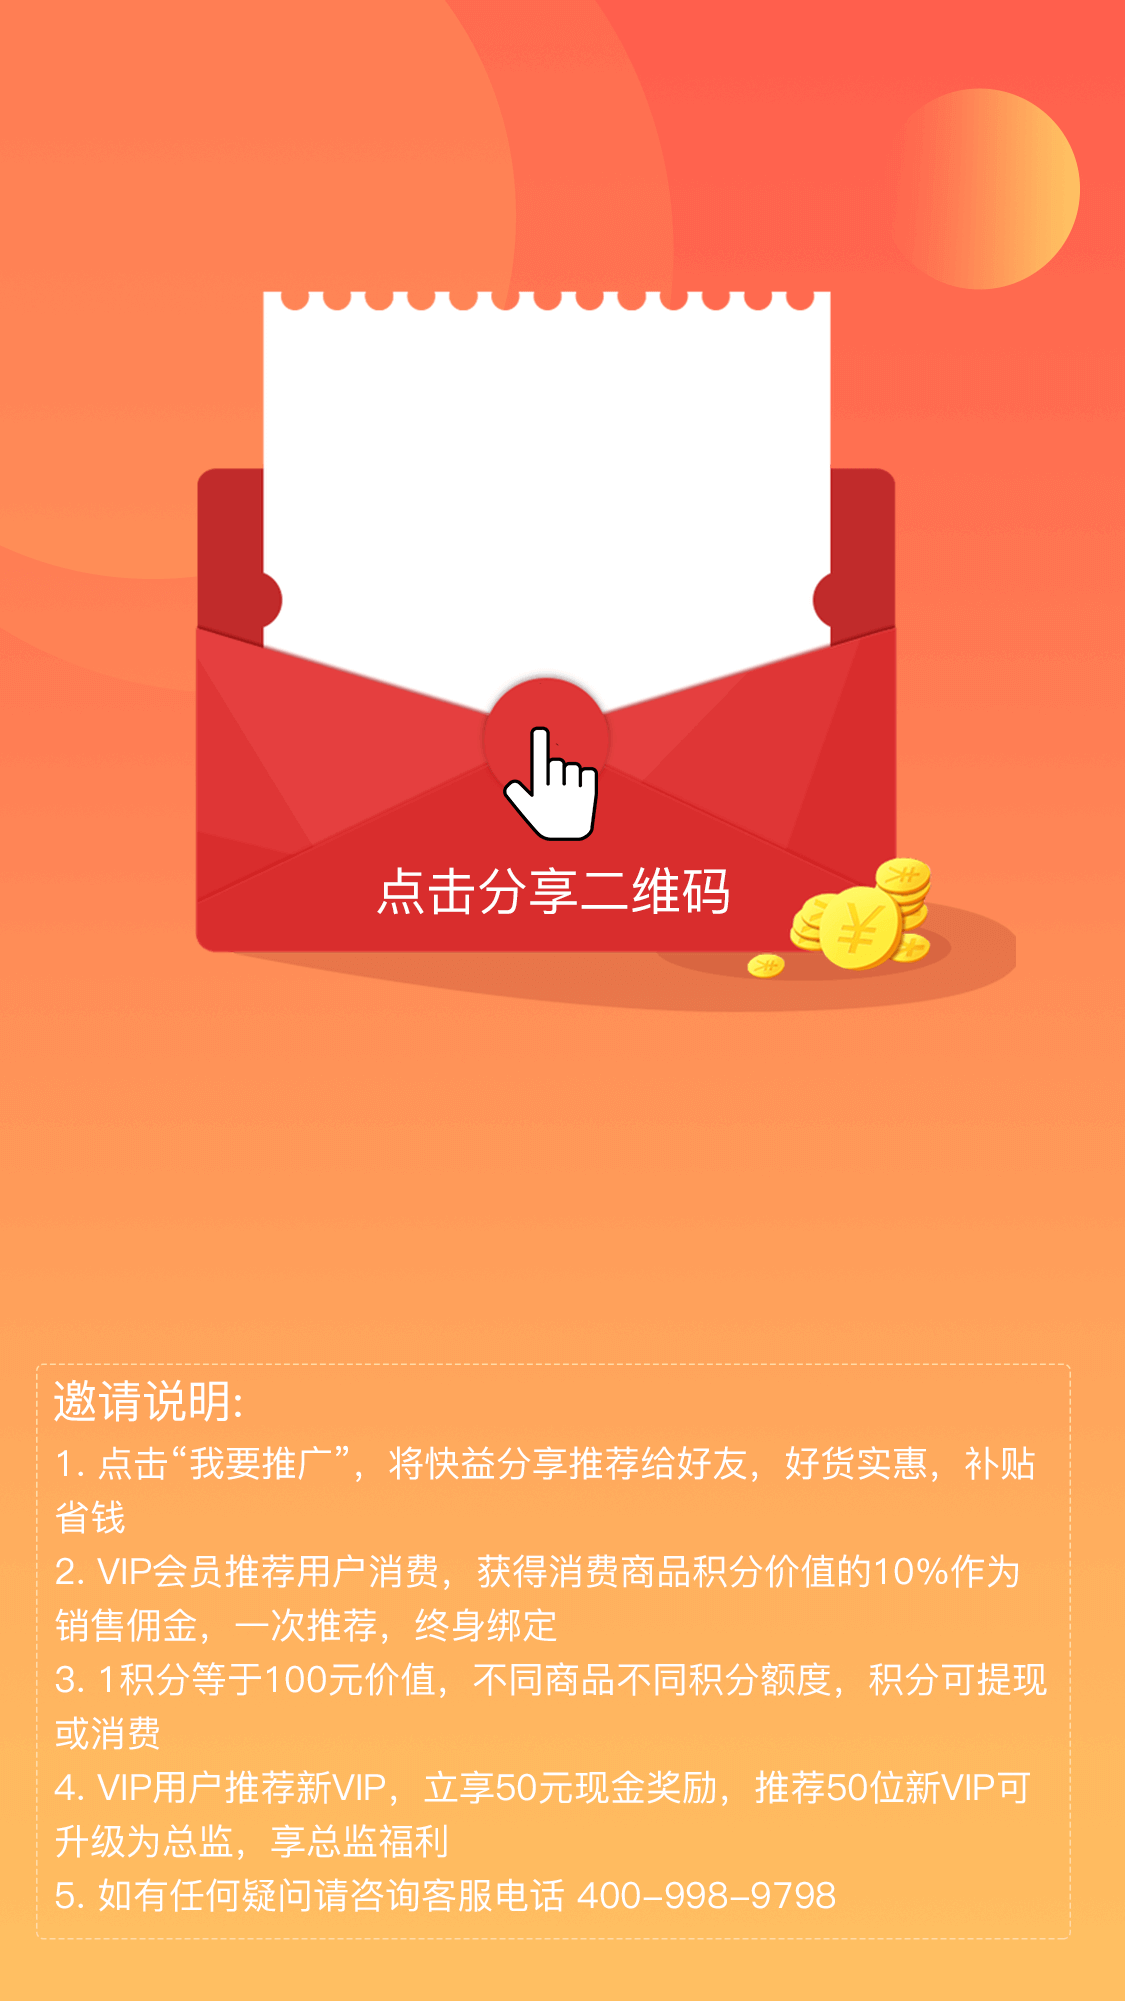 点击分享二维码
邀请说明:
1. 点击“我要推广”，将快益分享推荐给好友，好货实惠，补贴
省钱
2. VIP会员推荐用户消费，获得消费商品积分价值的10%作为
销售佣金，一次推荐，终身绑定
3. 1积分等于100元价值，不同商品不同积分额度，积分可提现
或消费
4. VIP用户推荐新VIP，立享50元现金奖励，推荐50位新VIP可
升级为总监，享总监福利
5. 如有任何疑问请咨询客服电话 400-998-9798